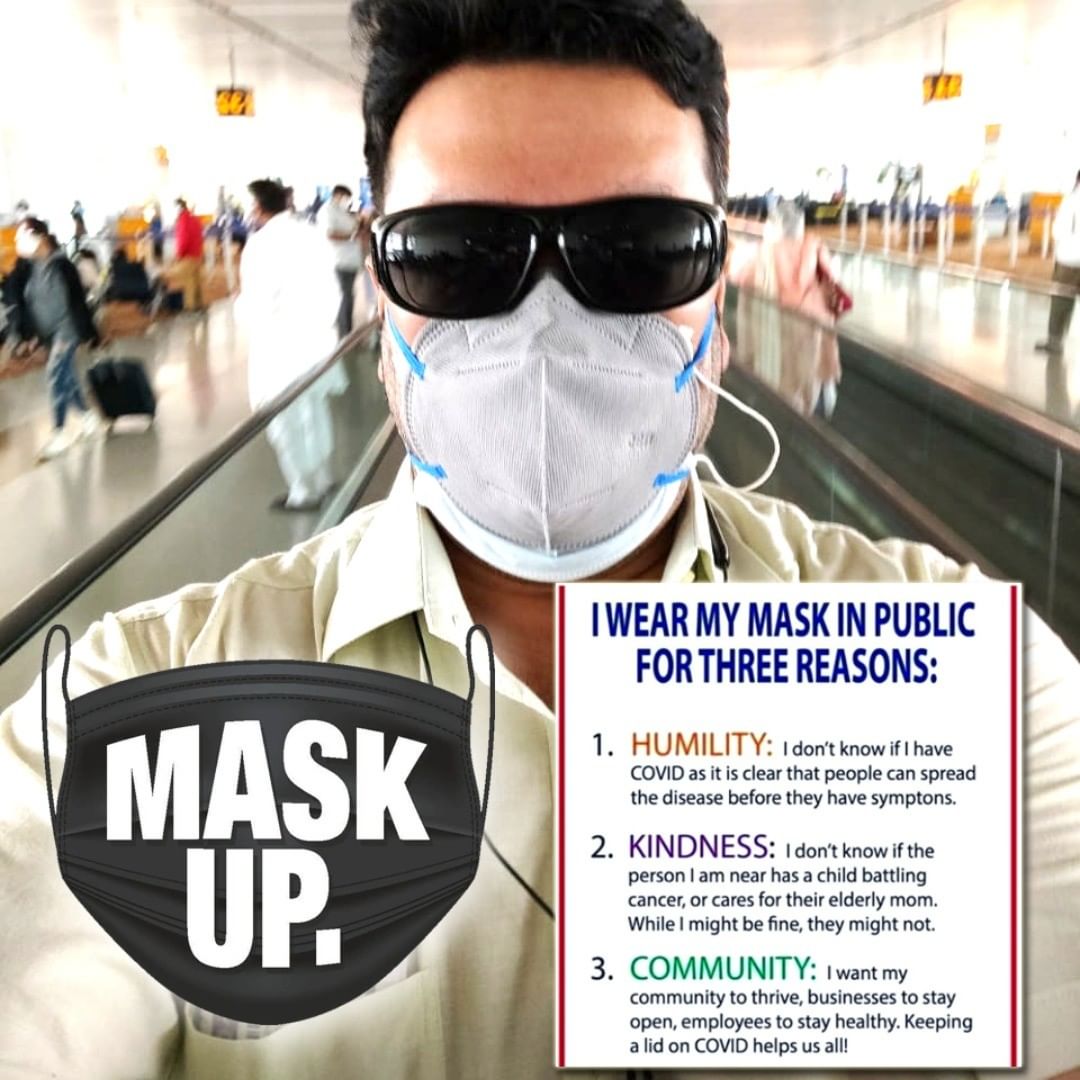 MASK
UP.
I WEAR MY MASK IN PUBLIC
FOR THREE REASONS:
1. HUMILITY: I don't know if I have
COVID as it is clear that people can spread
the disease before they have symptons.
2. KINDNESS: I don't know if the
person I am near has a child battling
cancer, or cares for their elderly mom.
While I might be fine, they might not.
3. COMMUNITY: I want my
community to thrive, businesses to stay
open, employees to stay healthy. Keeping
a lid on COVID helps us all!